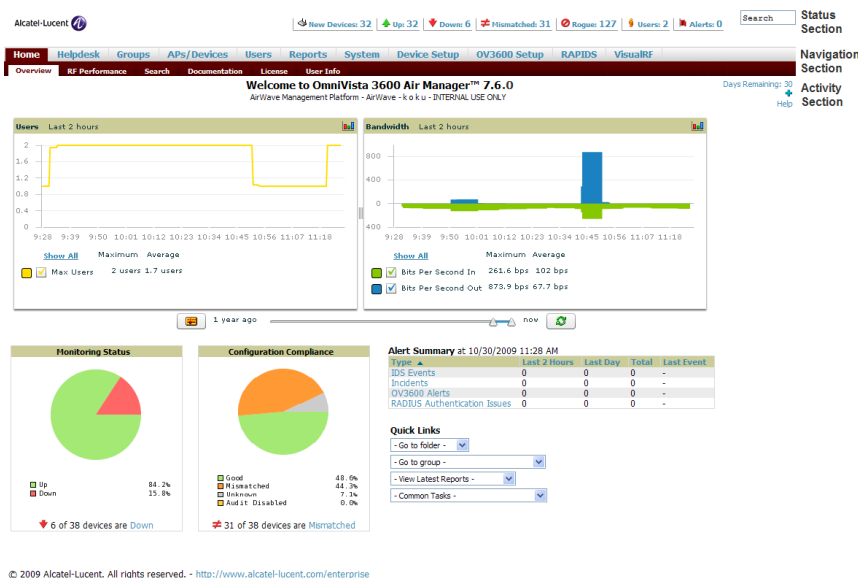 Alcatel-Lucent
New Devices: 32 Up: 32 Down: 6 Mismatched: 31 Rogue: 127 Users: 2 Alerts: 0
Search
Status Section
Home Helpdesk Groups APs/Devices Users Reports System Device Setup OV3600 Setup RAPIDS VisualRF
Navigation Section
Overview RF Performance Search Documentation License User Info
Welcome to OmniVista 3600 Air Manager™ 7.6.0
AirWave Management Platform - AirWave - k o k u - INTERNAL USE ONLY
Days Remaining: 30
Help
Activity Section
Users Last 2 hours
2
1.6
1.2
0.8
0.4
0
9:28 9:39 9:50 10:01 10:12 10:23 10:34 10:45 10:56 11:07 11:18
Show All Maximum Average
Max Users 2 users 1.7 users
Bandwidth Last 2 hours
800
400
0
400
9:28 9:39 9:50 10:01 10:12 10:23 10:34 10:45 10:56 11:07 11:18
Show All Maximum Average
Bits Per Second In 261.6 bps 102 bps
Bits Per Second Out 873.9 bps 67.7 bps
1 year ago now
Monitoring Status
Up 84.2%
Down 15.8%
6 of 38 devices are Down
Configuration Compliance
Good 48.6%
Mismatched 44.3%
Unknown 7.1%
Audit Disabled 0.0%
31 of 38 devices are Mismatched
Alert Summary at 10/30/2009 11:28 AM
Type Last 2 Hours Last Day Total Last Event
IDS Events 0 0 0 -
Incidents 0 0 0 -
OV3600 Alerts 0 0 0 -
RADIUS Authentication Issues 0 0 0 -
Quick Links
- Go to folder -
- Go to group -
- View Latest Reports -
- Common Tasks -
© 2009 Alcatel-Lucent. All rights reserved. - http://www.alcatel-lucent.com/enterprise